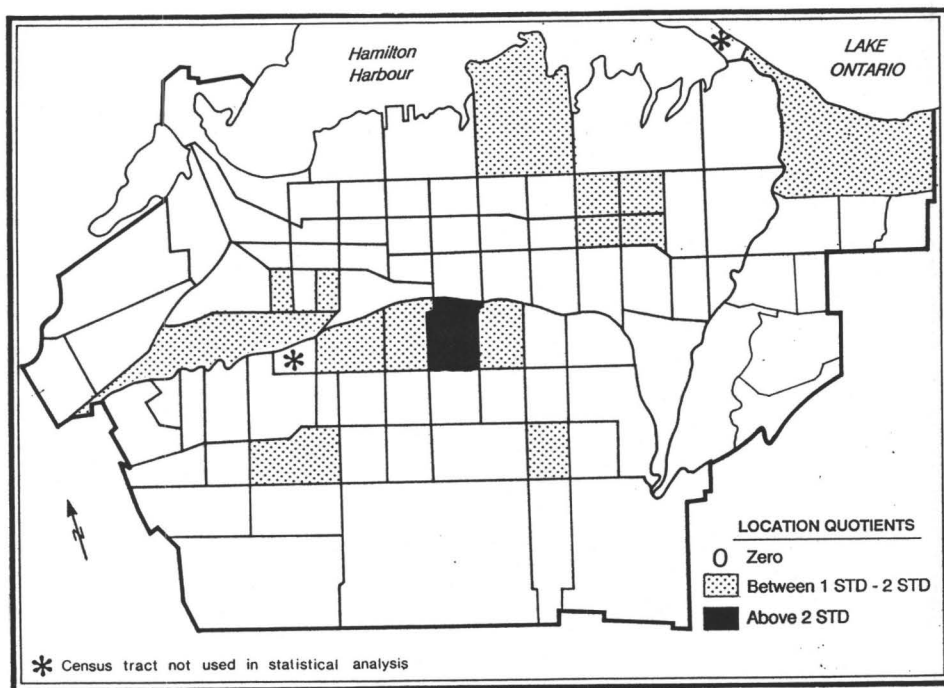 Hamilton
Harbour
LAKE
ONTARIO
*
*
N
LOCATION QUOTIENTS
O Zero
Between 1 STD - 2 STD
Above 2 STD
* Census tract not used in statistical analysis